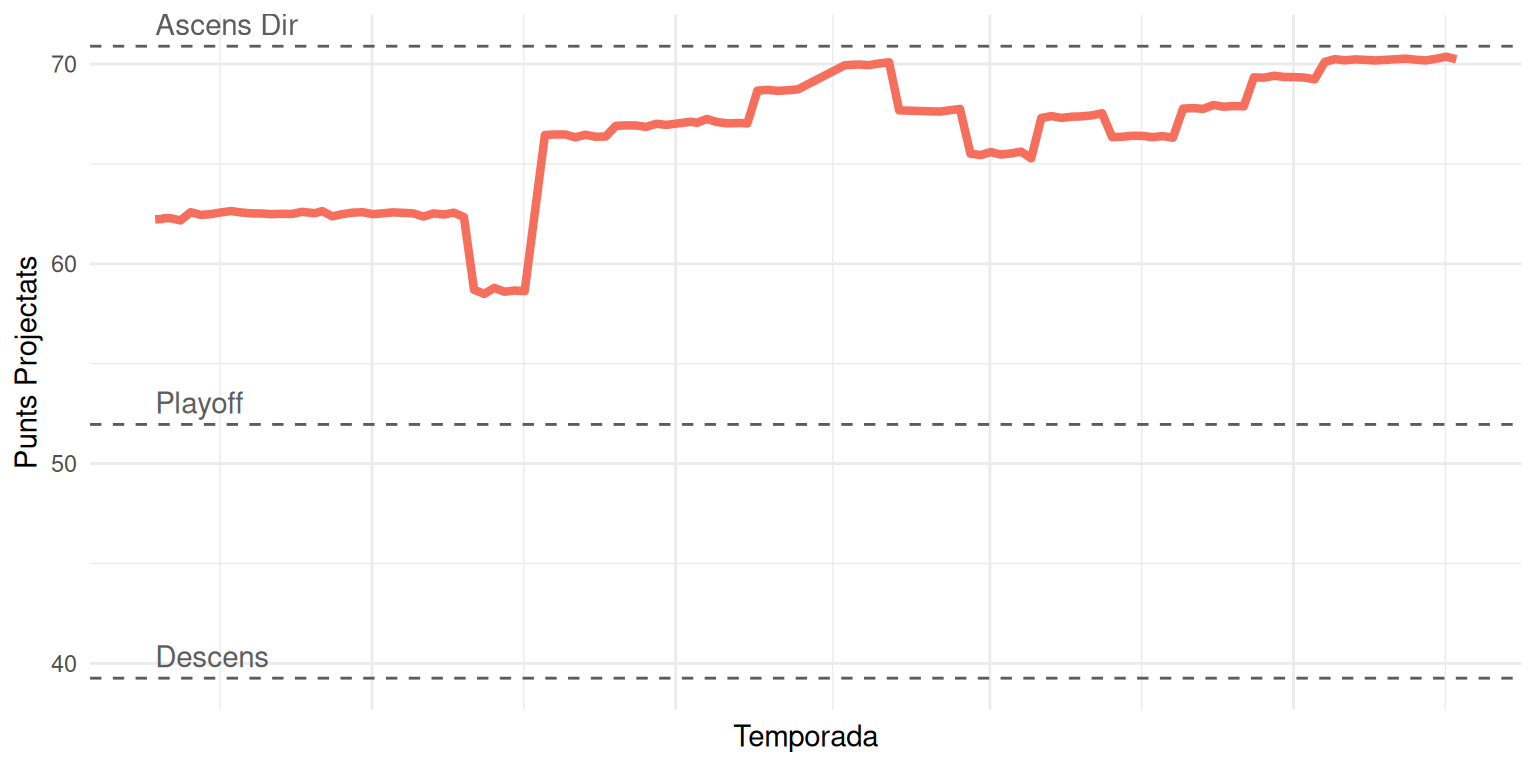 Ascens Dir
70
60
Playoff
50
Descens
40
Punts Projectats
Temporada